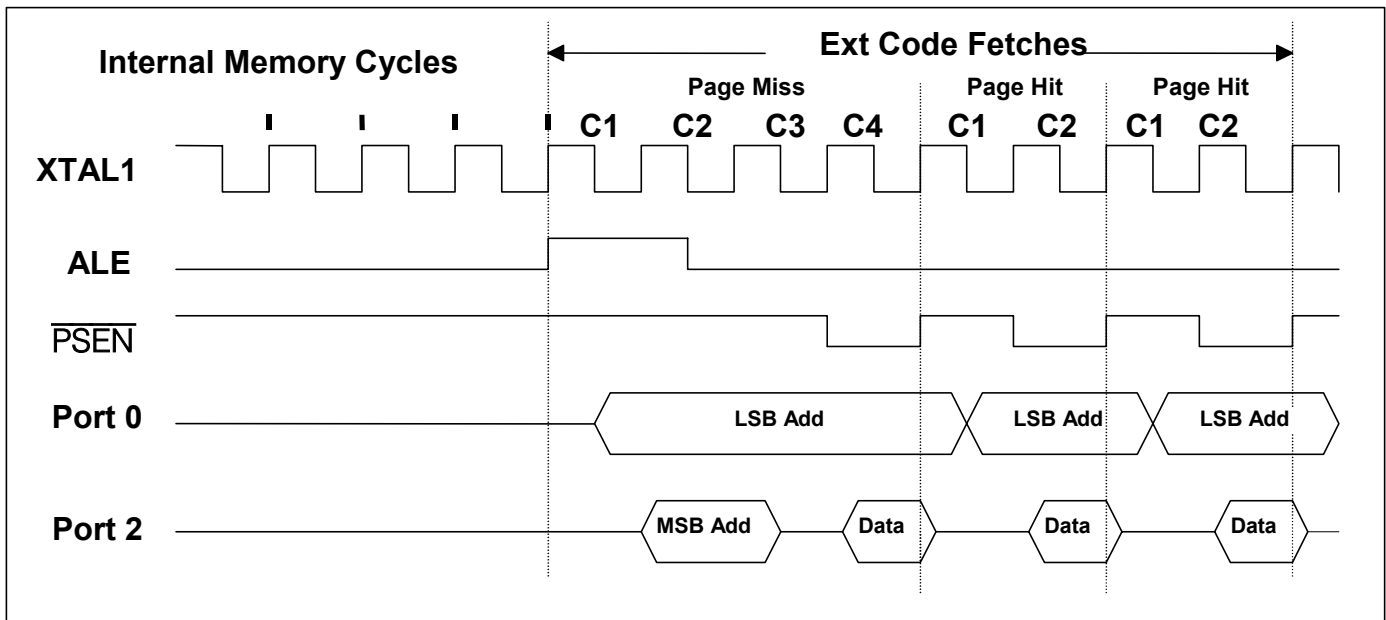 Internal Memory Cycles
Ext Code Fetches
Page Miss
Page Hit
Page Hit
C1 C2 C3 C4 C1 C2 C1 C2
XTAL1
ALE
PSEN
Port 0
LSB Add
LSB Add
LSB Add
Port 2
MSB Add
Data
Data
Data